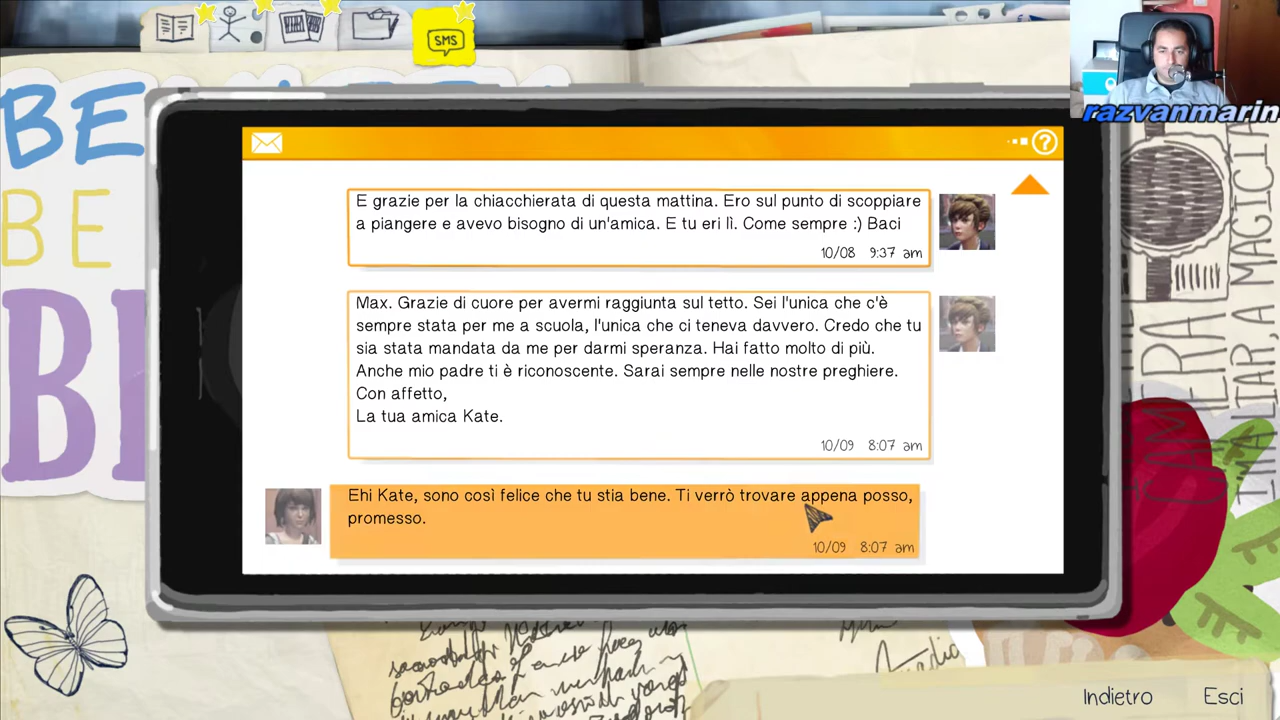 SMS
razvanmarin
BE
BE
E grazie per la chiacchierata di questa mattina. Ero sul punto di scoppiare
a piangere e avevo bisogno di un'amica. E tu eri lì. Come sempre :) Baci
10/08 9:37 am
Max. Grazie di cuore per avermi raggiunta sul tetto. Sei l'unica che c'è
sempre stata per me a scuola, l'unica che ci teneva davvero. Credo che tu
sia stata mandata da me per darmi speranza. Hai fatto molto di più.
Anche mio padre ti è riconoscente. Sarai sempre nelle nostre preghiere.
Con affetto,
La tua amica Kate.
10/09 8:07 am
Ehi Kate, sono così felice che tu stia bene. Ti verrò trovare appena posso,
promesso.
10/09 8:07 am
Indietro
Esci